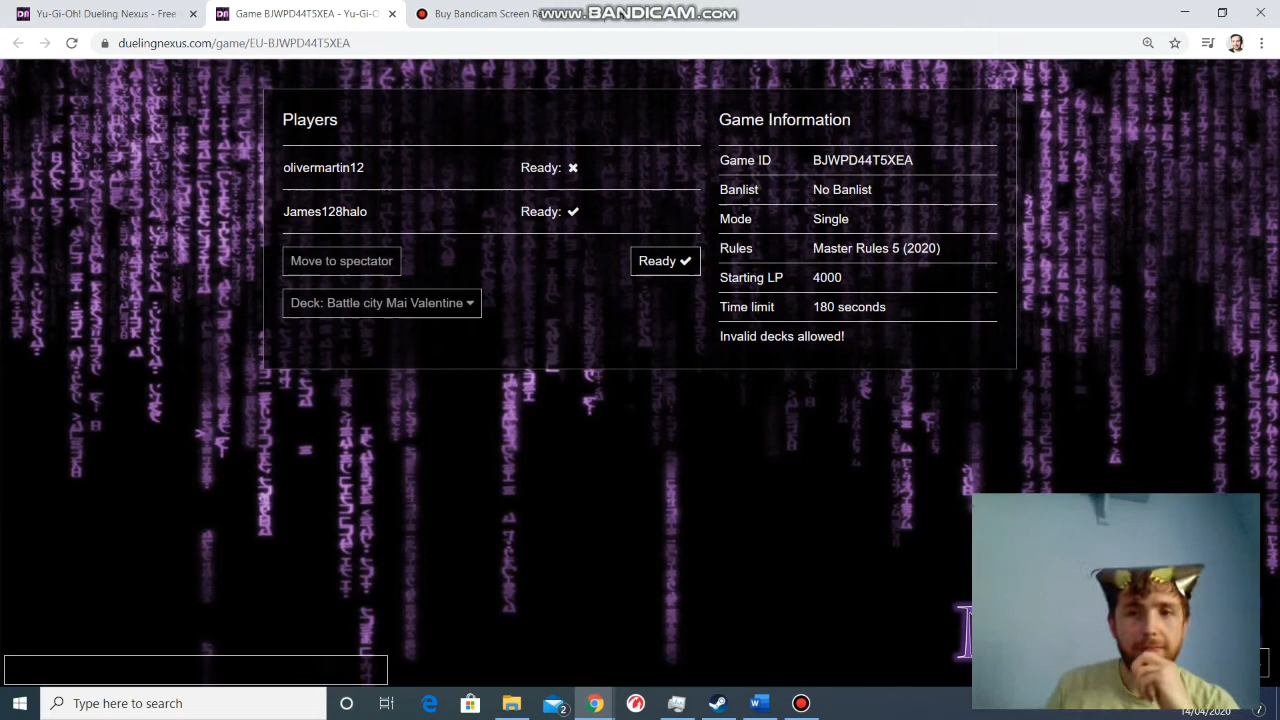 Yu-Gi-Oh! Dueling Nexus - Free
Game BJWPD44T5XEA - Yu-Gi-O
Buy Bandicam Screen R
www.BANDICAM.com
duelingnexus.com/game/EU-BJWPD44T5XEA
Players
olivermartin12 Ready: ✖
James128halo Ready: ✔
Move to spectator
Ready ✔
Deck: Battle city Mai Valentine
Game Information
Game ID BJWPD44T5XEA
Banlist No Banlist
Mode Single
Rules Master Rules 5 (2020)
Starting LP 4000
Time limit 180 seconds
Invalid decks allowed!
Type here to search
2
14/04/2020